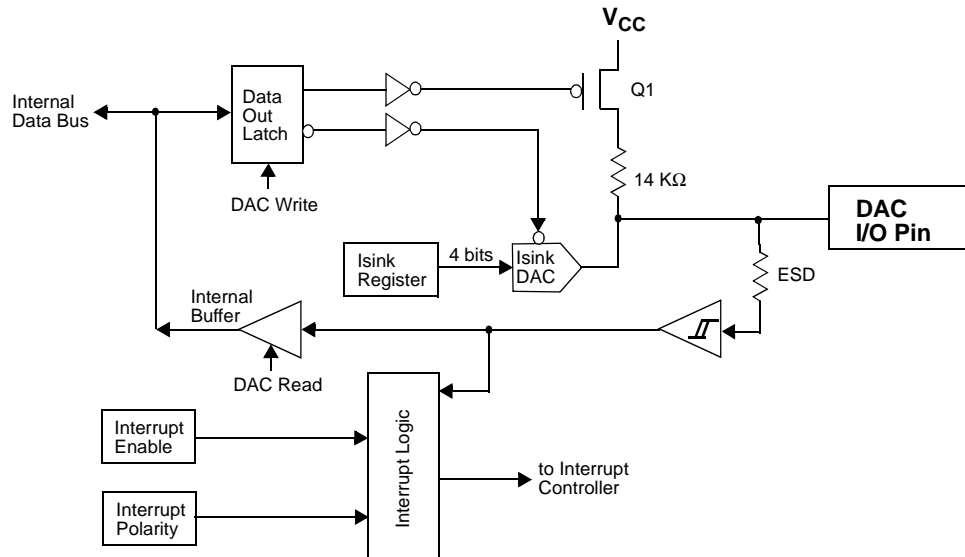 VCC
Internal
Data Bus
Data
Out
Latch
Q1
14 KΩ
DAC Write
DAC
I/O Pin
Isink
Register
4 bits
Isink
DAC
ESD
Internal
Buffer
DAC Read
Interrupt
Enable
Interrupt Logic
to Interrupt
Controller
Interrupt
Polarity